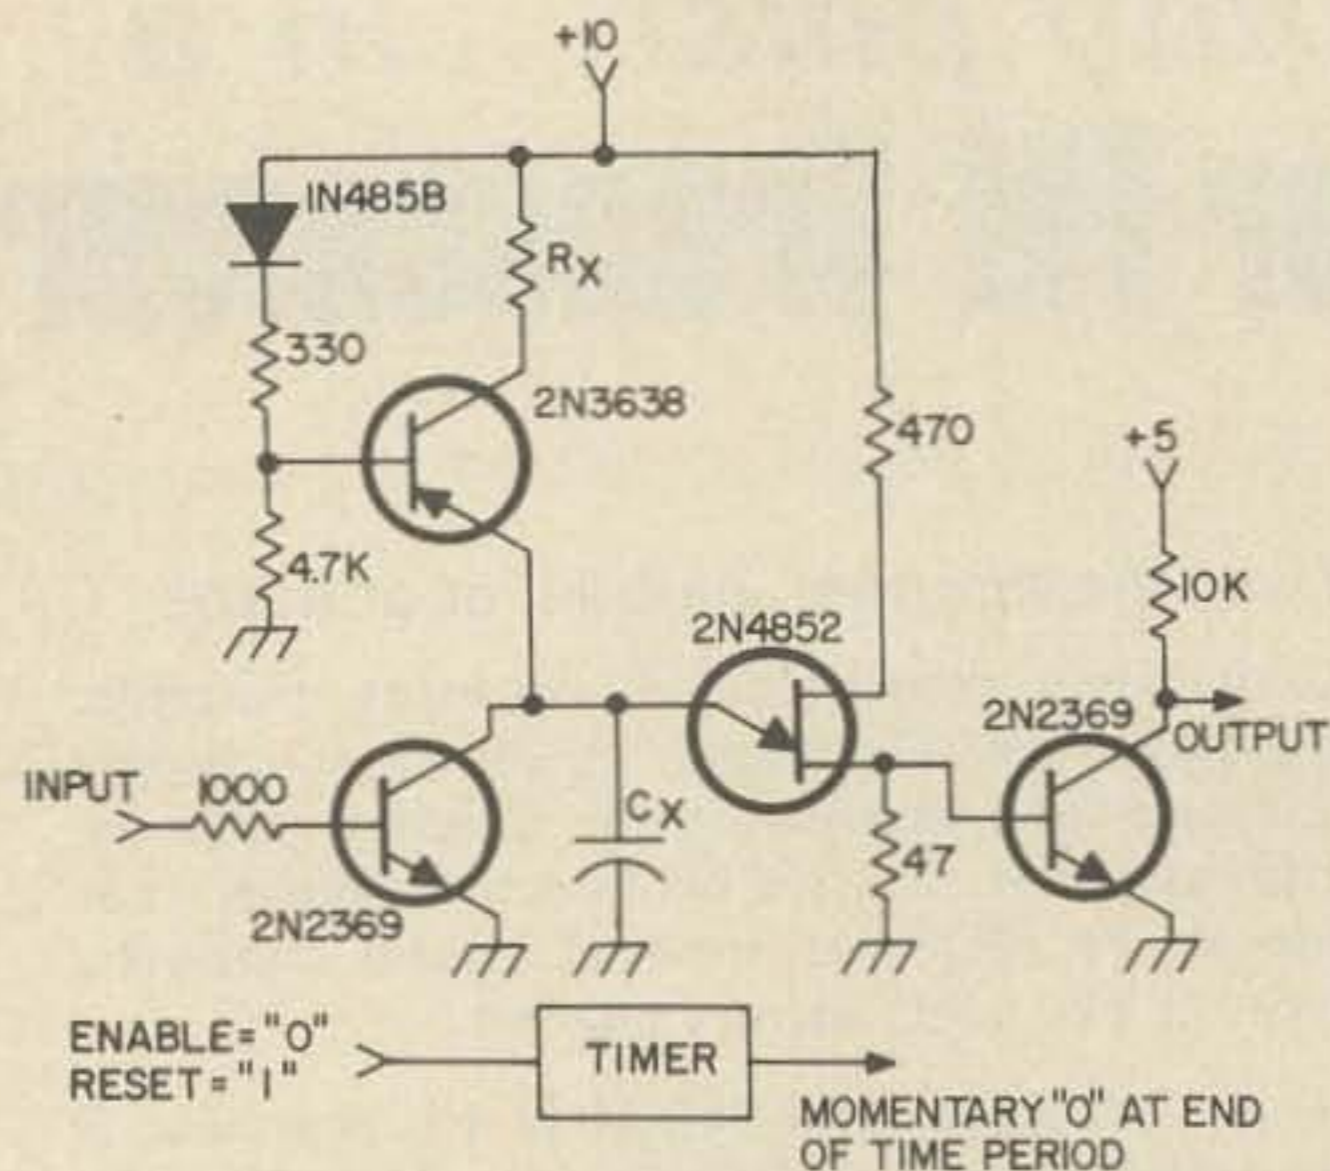 +10
1N485B
RX
330
2N3638
470
+5
4.7K
10K
2N4852
2N2369
OUTPUT
INPUT
1000
CX
47
2N2369
ENABLE="0"
RESET="1"
TIMER
MOMENTARY "0" AT END
OF TIME PERIOD